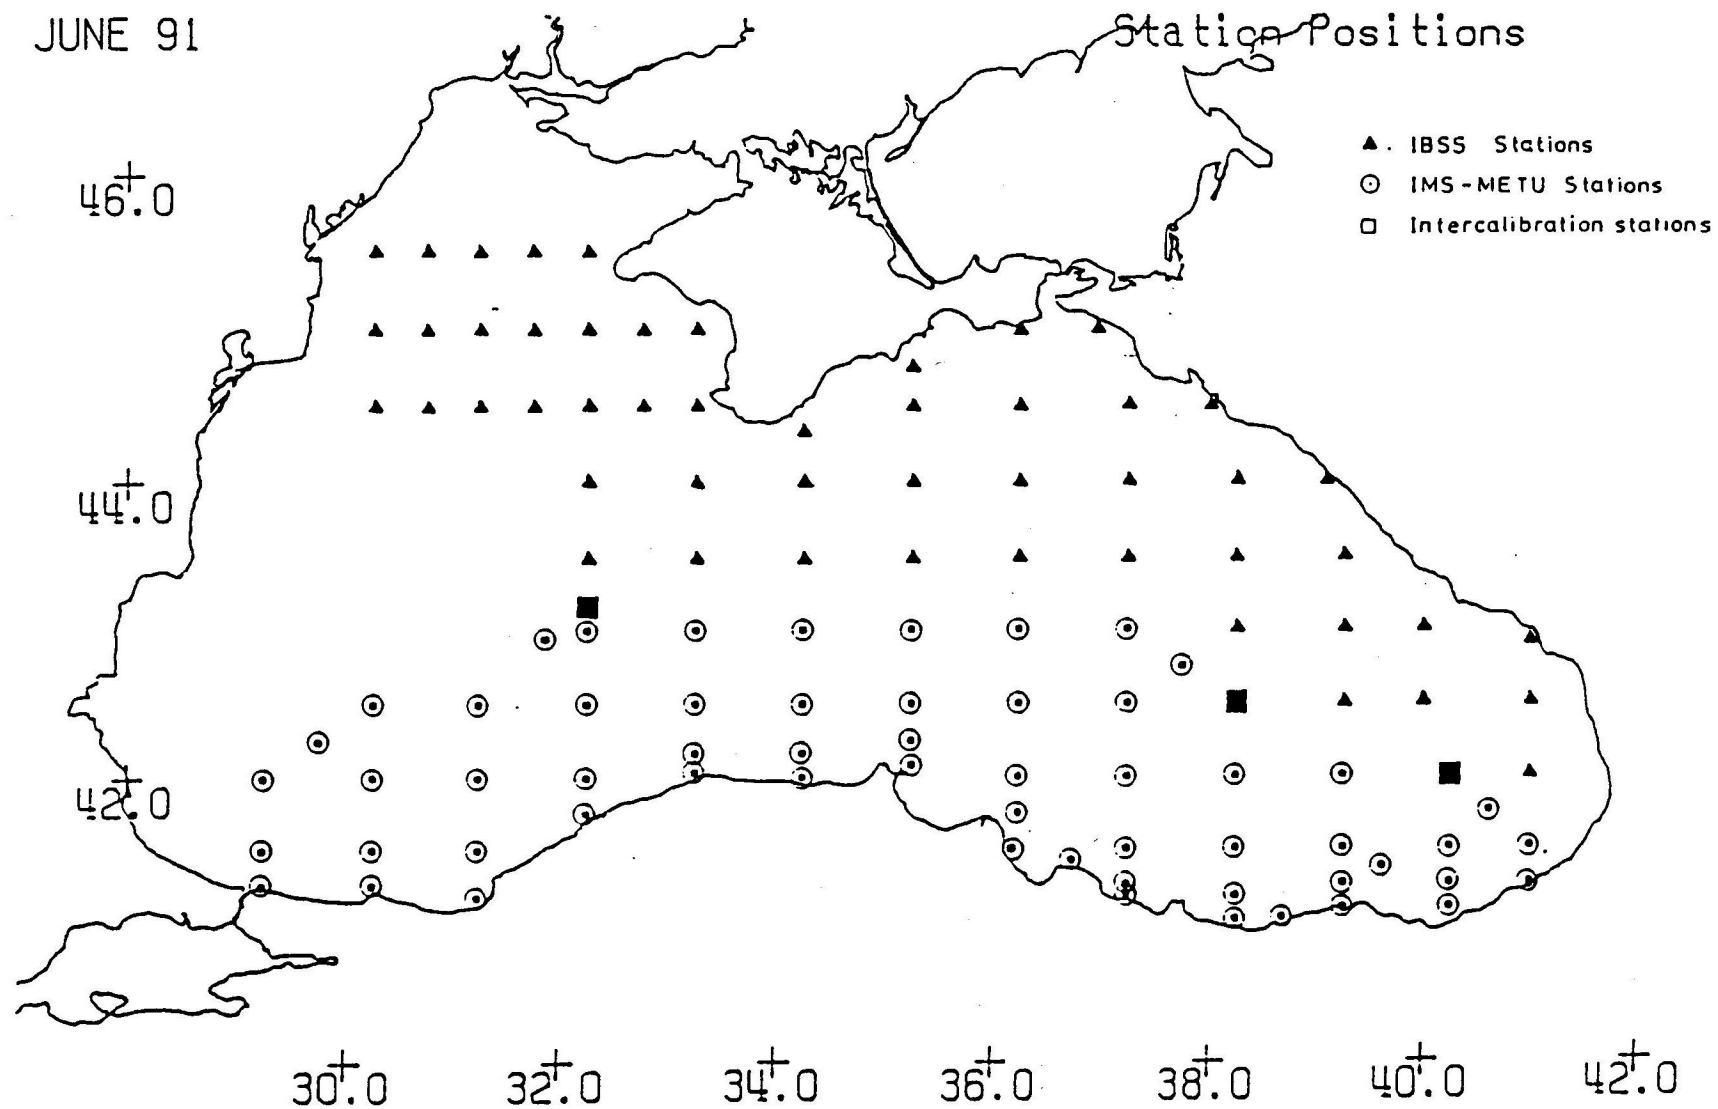 JUNE 91
Station Positions
IBSS Stations
IMS-METU Stations
Intercalibration stations
46.0
44.0
42.0
30.0 32.0 34.0 36.0 38.0 40.0 42.0